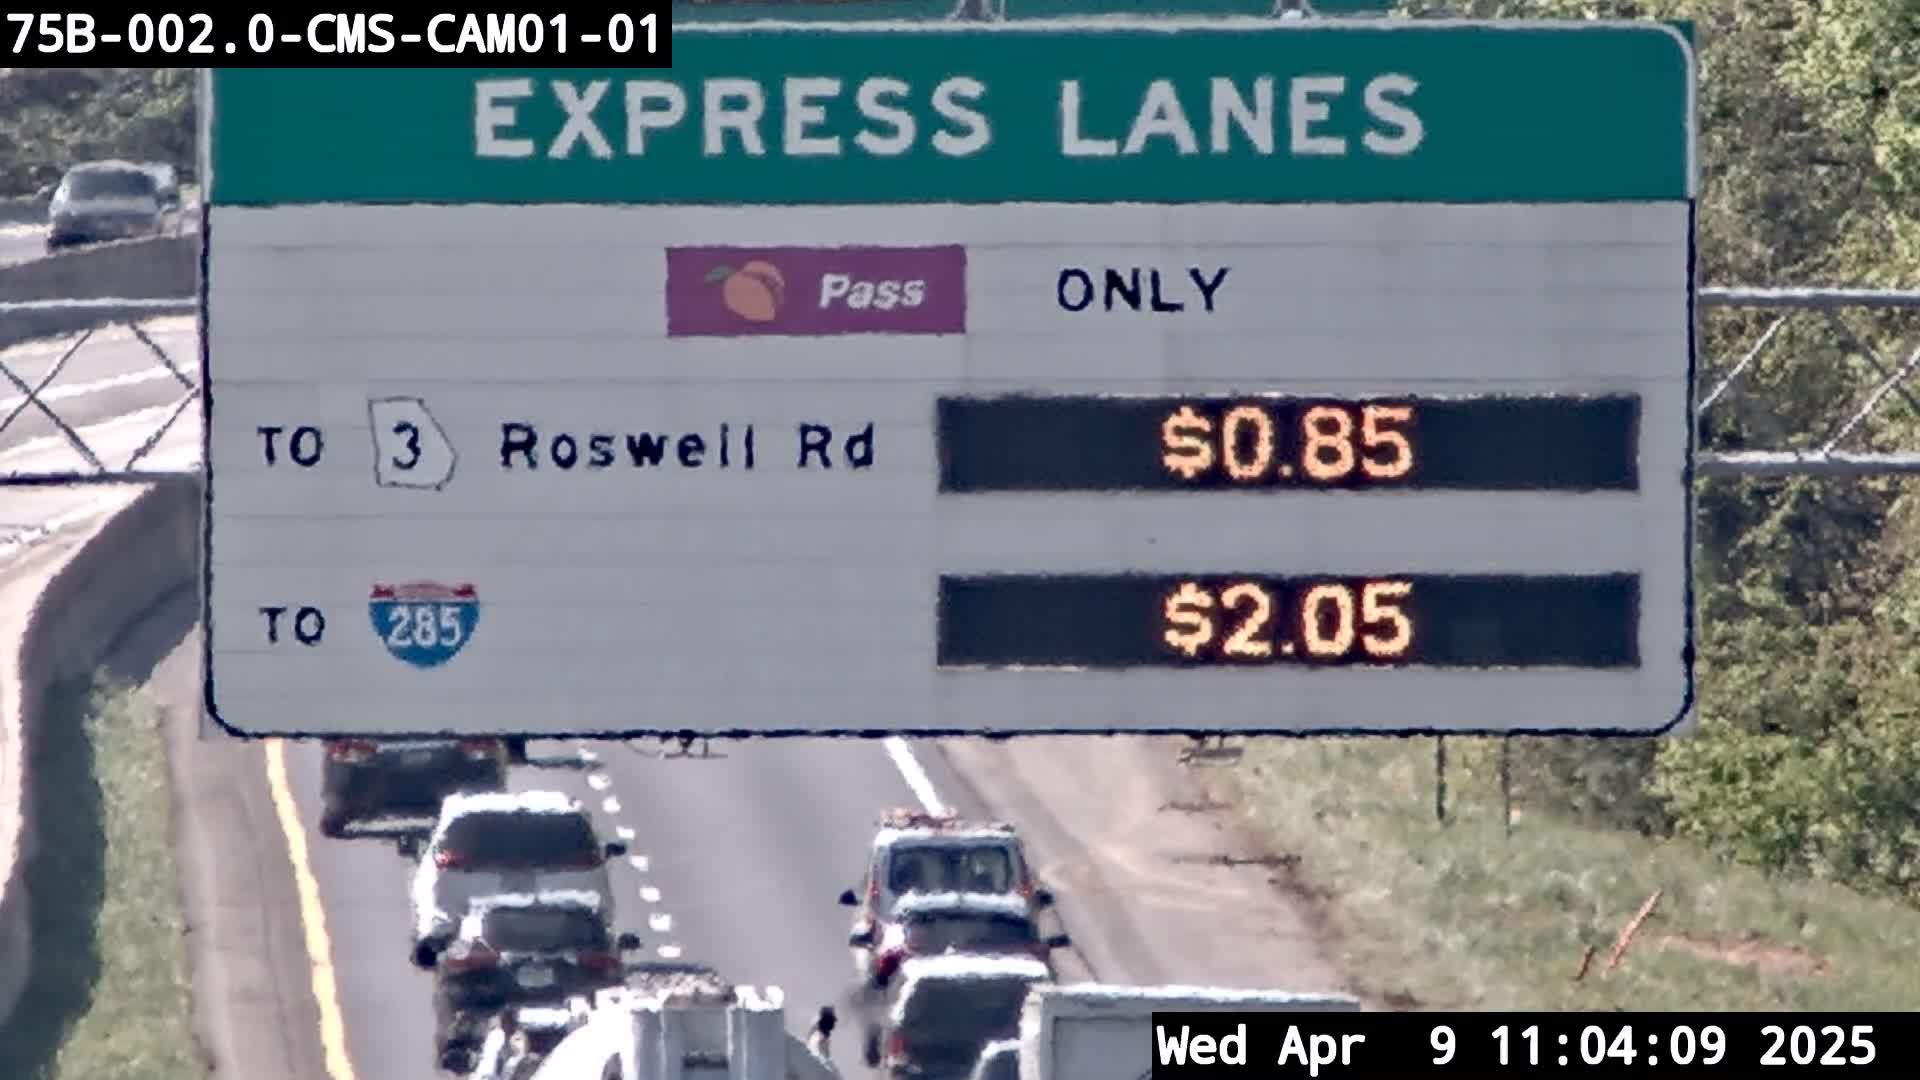 75B-002.0-CMS-CAM01-01
EXPRESS LANES
Pass ONLY
TO 3 Roswell Rd $0.85
TO 285 $2.05
Wed Apr 9 11:04:09 2025